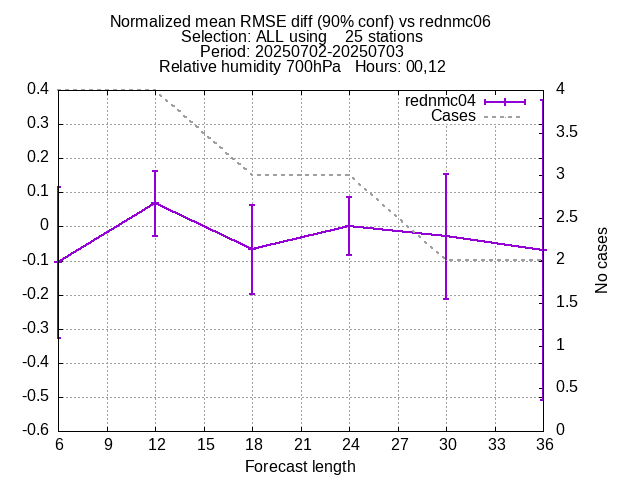 Normalized mean RMSE diff (90% conf) vs rednmc06
Selection: ALL using    25 stations
Period: 20250702-20250703
Relative humidity 700hPa   Hours: 00,12
rednmc04
Cases
0.4
0.3
0.2
0.1
0
-0.1
-0.2
-0.3
-0.4
-0.5
-0.6
4
3.5
3
2.5
2
1.5
1
0.5
0
No cases
6 9 12 15 18 21 24 27 30 33 36
Forecast length